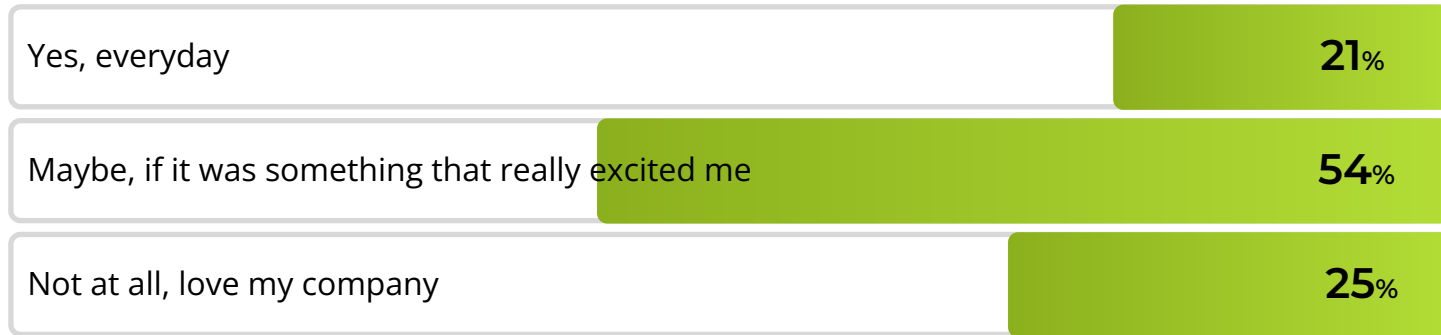 Yes, everyday 21%
Maybe, if it was something that really excited me 54%
Not at all, love my company 25%